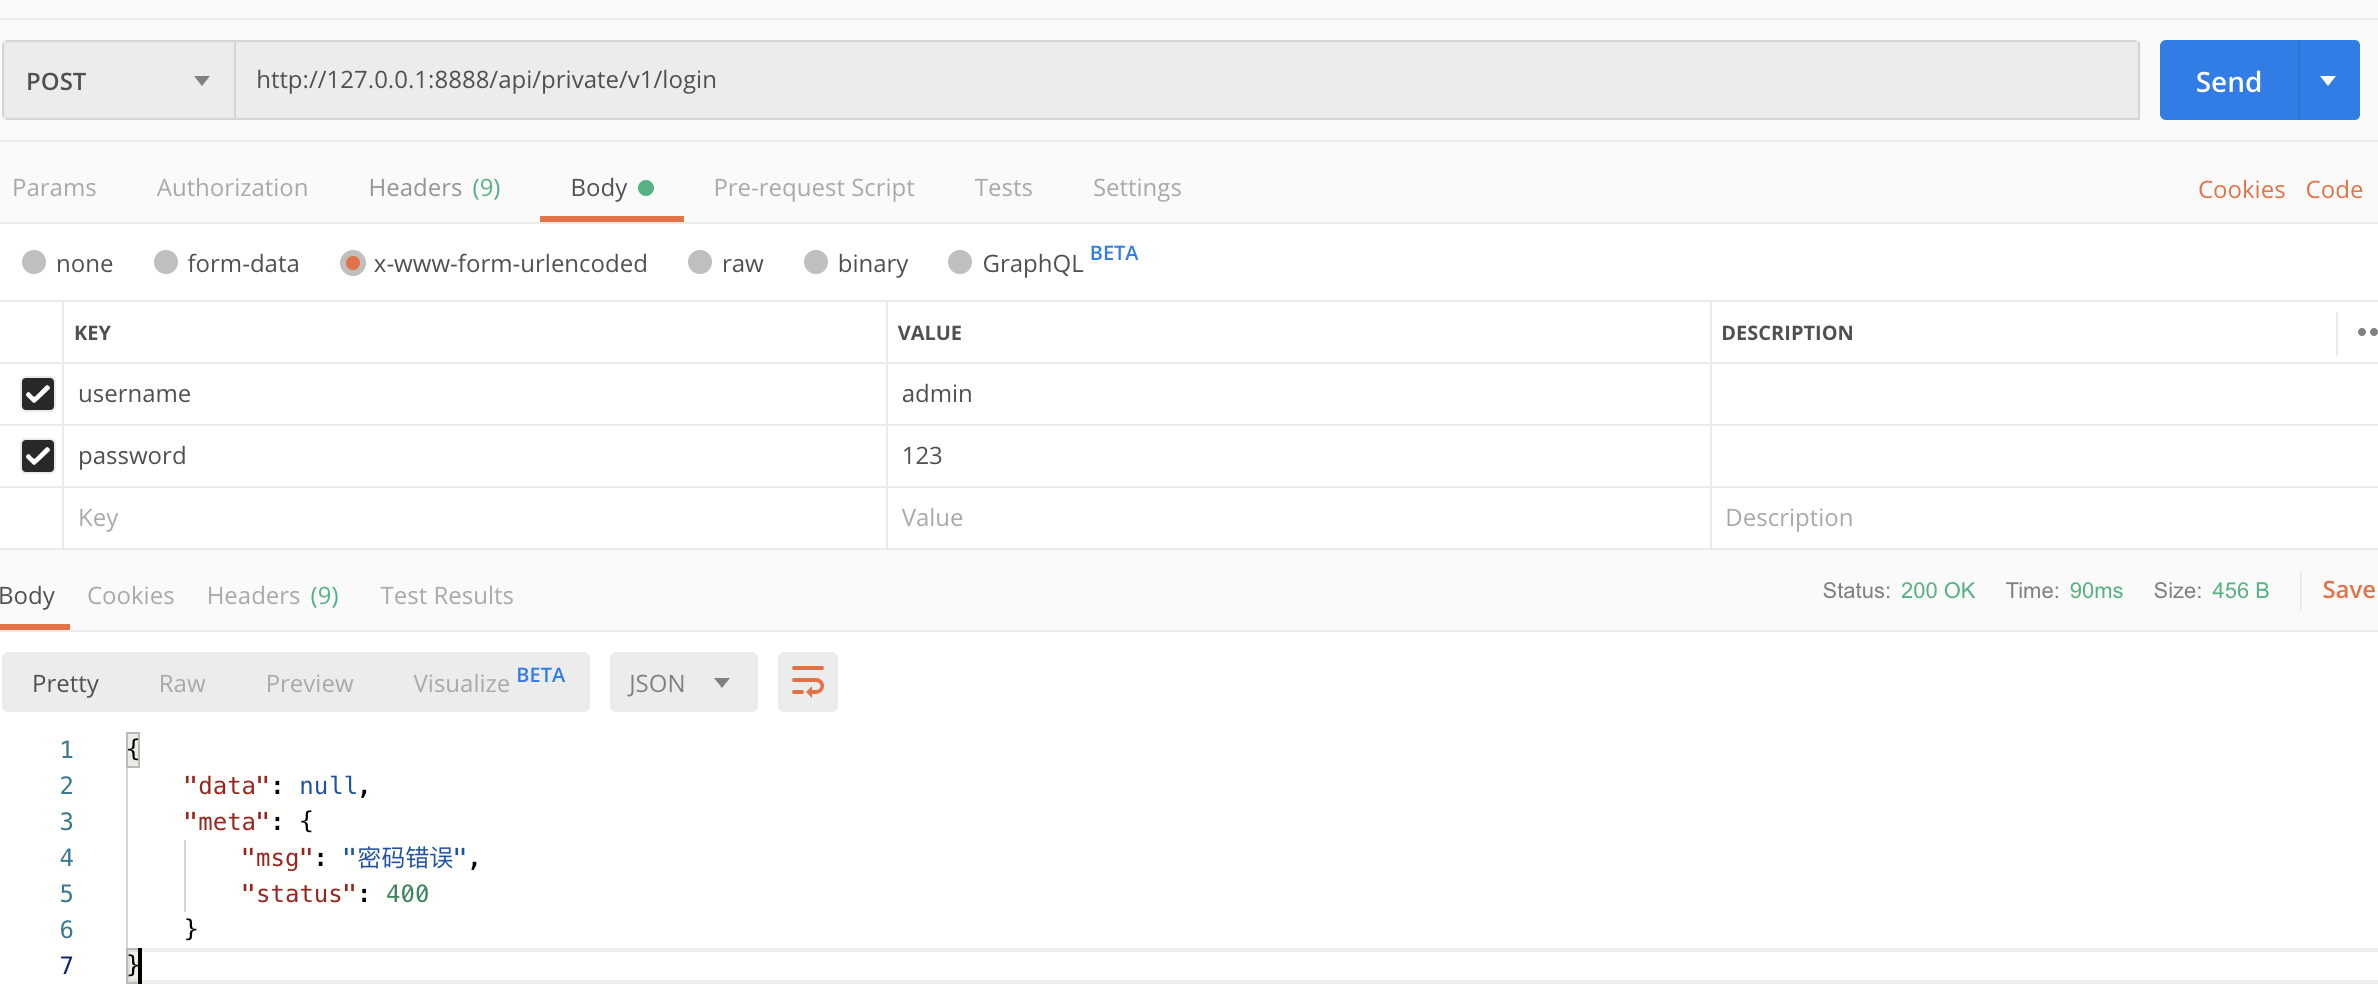 POST http://127.0.0.1:8888/api/private/v1/login Send
Params Authorization Headers (9) Body Pre-request Script Tests Settings Cookies Code
none form-data x-www-form-urlencoded raw binary GraphQL BETA
KEY VALUE DESCRIPTION
username admin
password 123
Key Value Description
Body Cookies Headers (9) Test Results Status: 200 OK Time: 90ms Size: 456 B Save
Pretty Raw Preview Visualize BETA JSON
1 {
2 "data": null,
3 "meta": {
4 "msg": "密码错误",
5 "status": 400
6 }
7 }